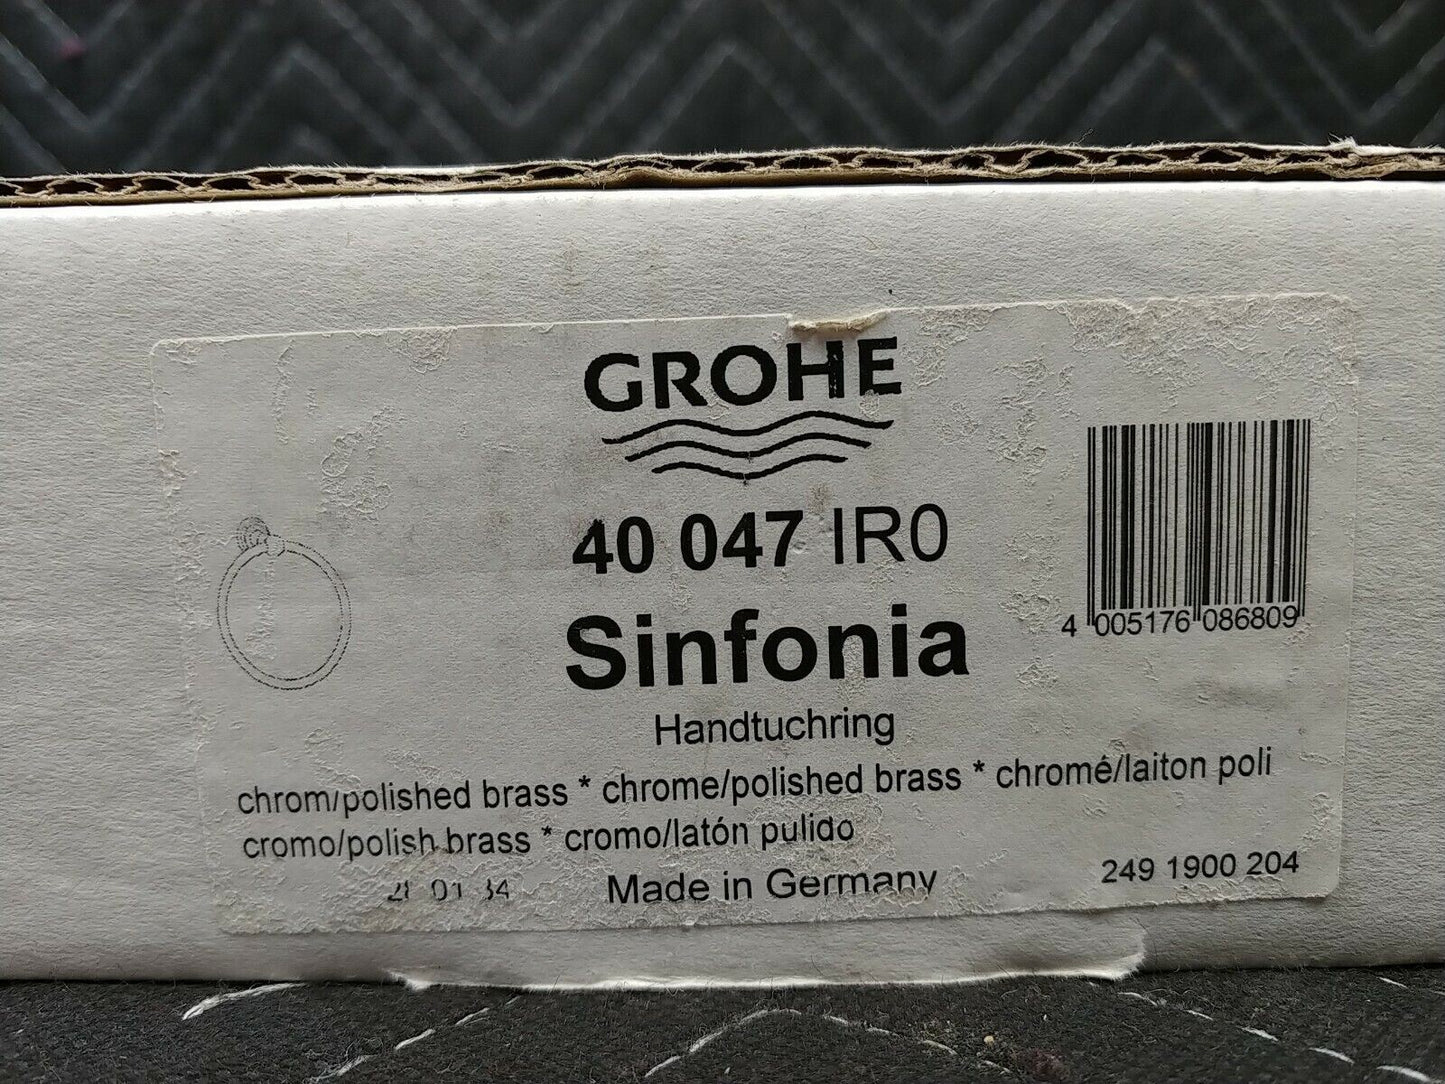 GROHE
40 047 IR0
Sinfonia
Handtuchring
chrom/polished brass * chrome/polished brass * chromé/laiton poli
cromo/polish brass * cromo/latón pulido
Made in Germany
249 1900 204
4 005176 086809